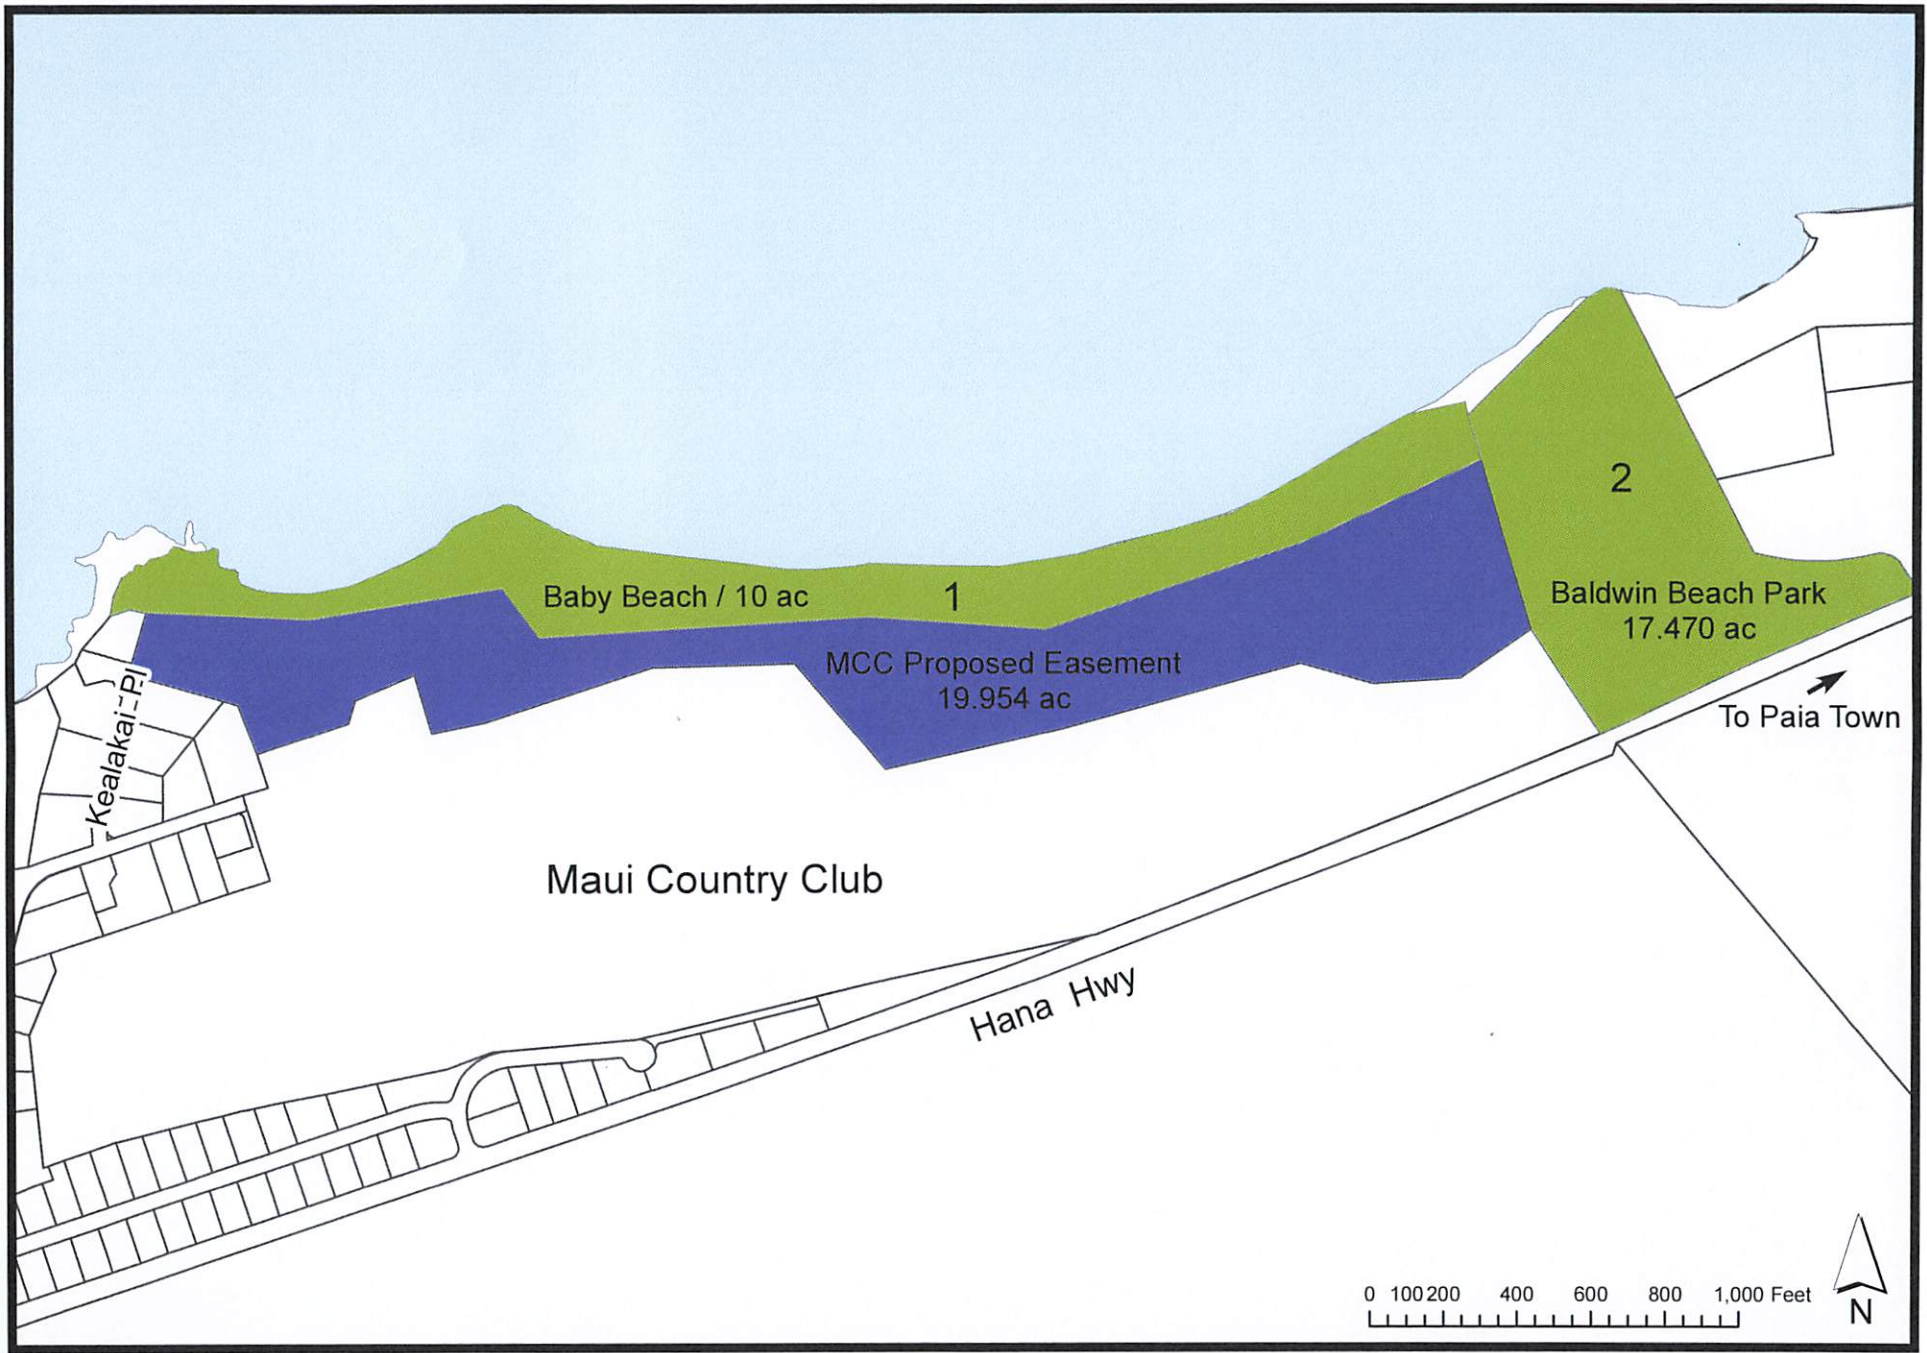 2
Baby Beach / 10 ac
1
Baldwin Beach Park
17.470 ac
MCC Proposed Easement
19.954 ac
Kealakai Pl
To Paia Town
Maui Country Club
Hana Hwy
0 100 200 400 600 800 1,000 Feet
N